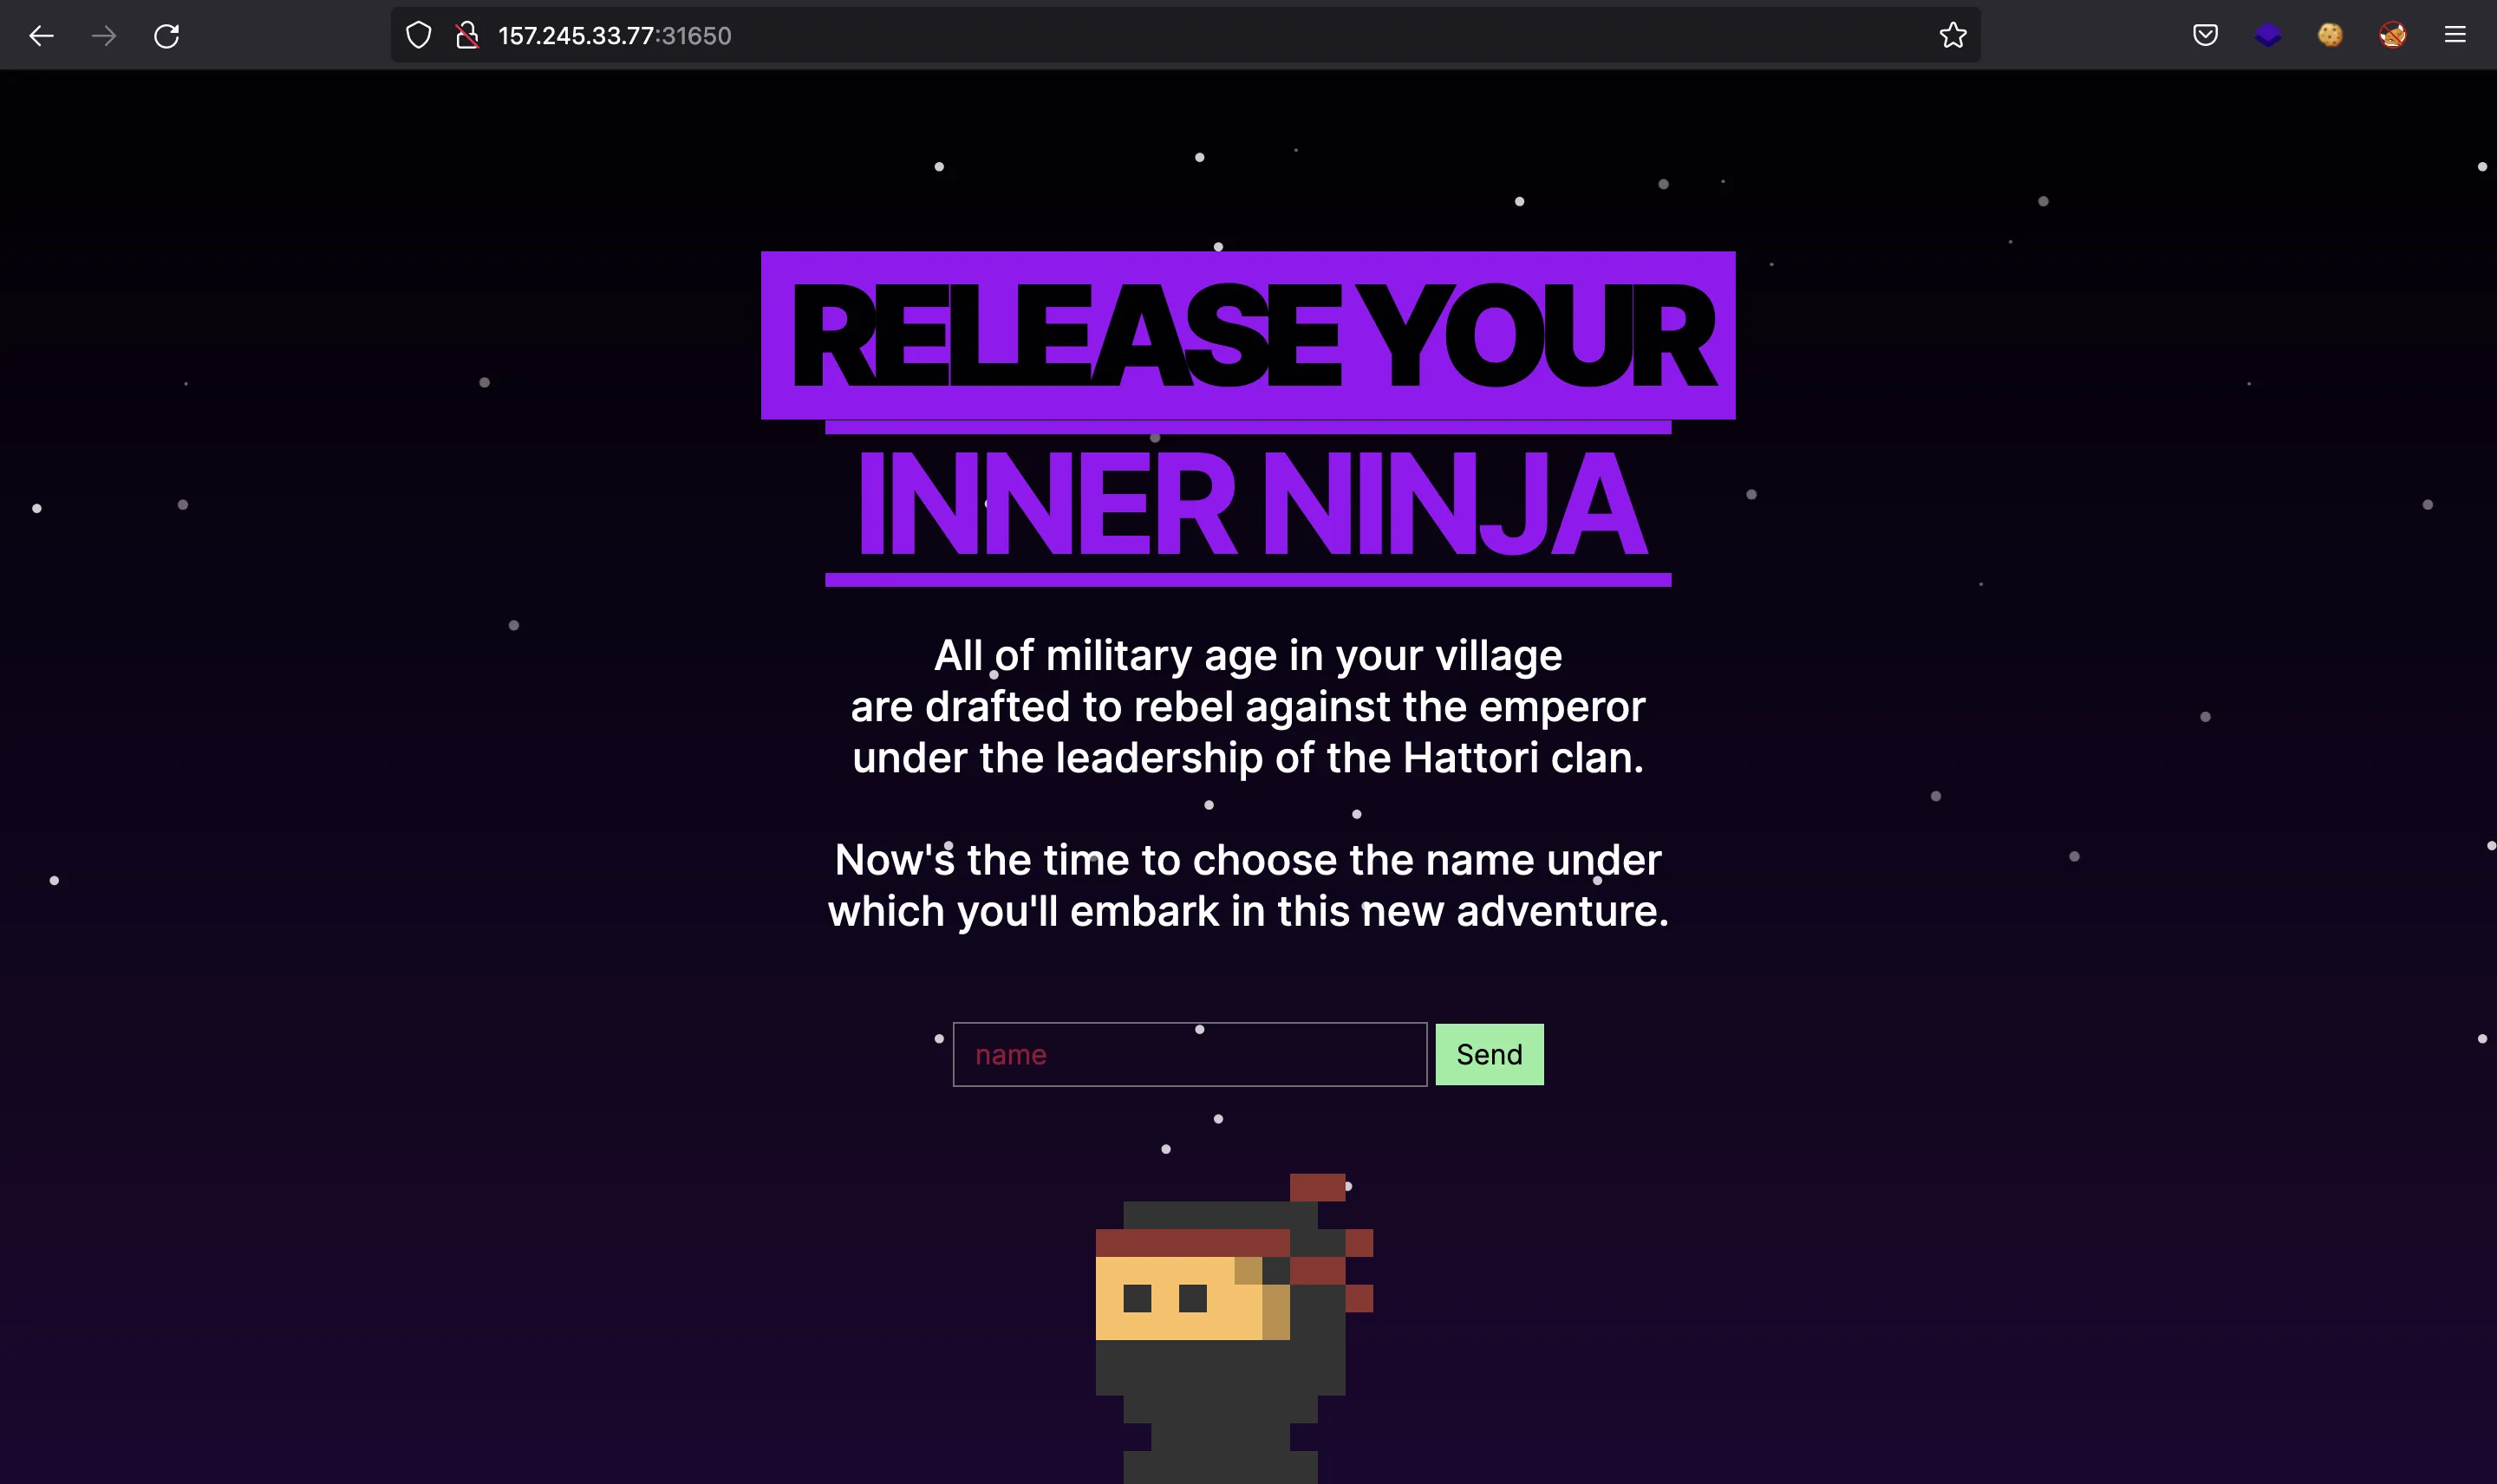 157.245.33.77:31650
RELEASE YOUR
INNER NINJA
All of military age in your village
are drafted to rebel against the emperor
under the leadership of the Hattori clan.
Now's the time to choose the name under
which you'll embark in this new adventure.
name
Send